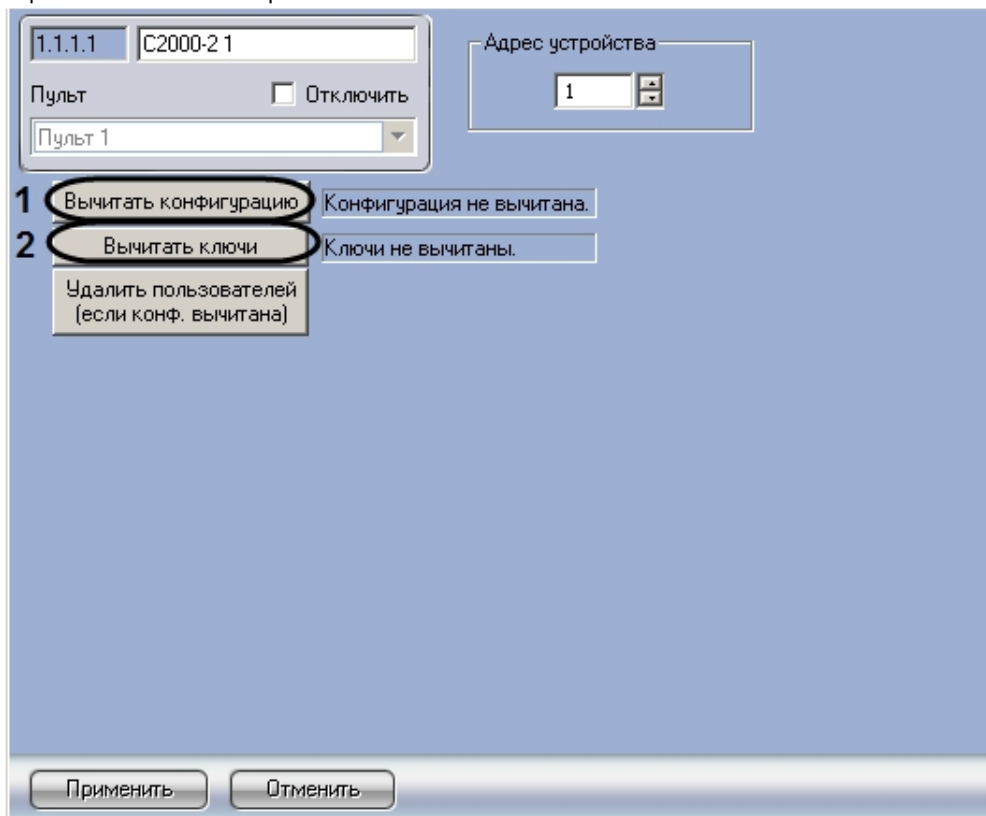 1.1.1.1 С2000-2 1
Адрес устройства
Пульт Отключить
1
Пульт 1
1 Вычитать конфигурацию Конфигурация не вычитана.
2 Вычитать ключи Ключи не вычитаны.
Удалить пользователей
(если конф. вычитана)
Применить Отменить